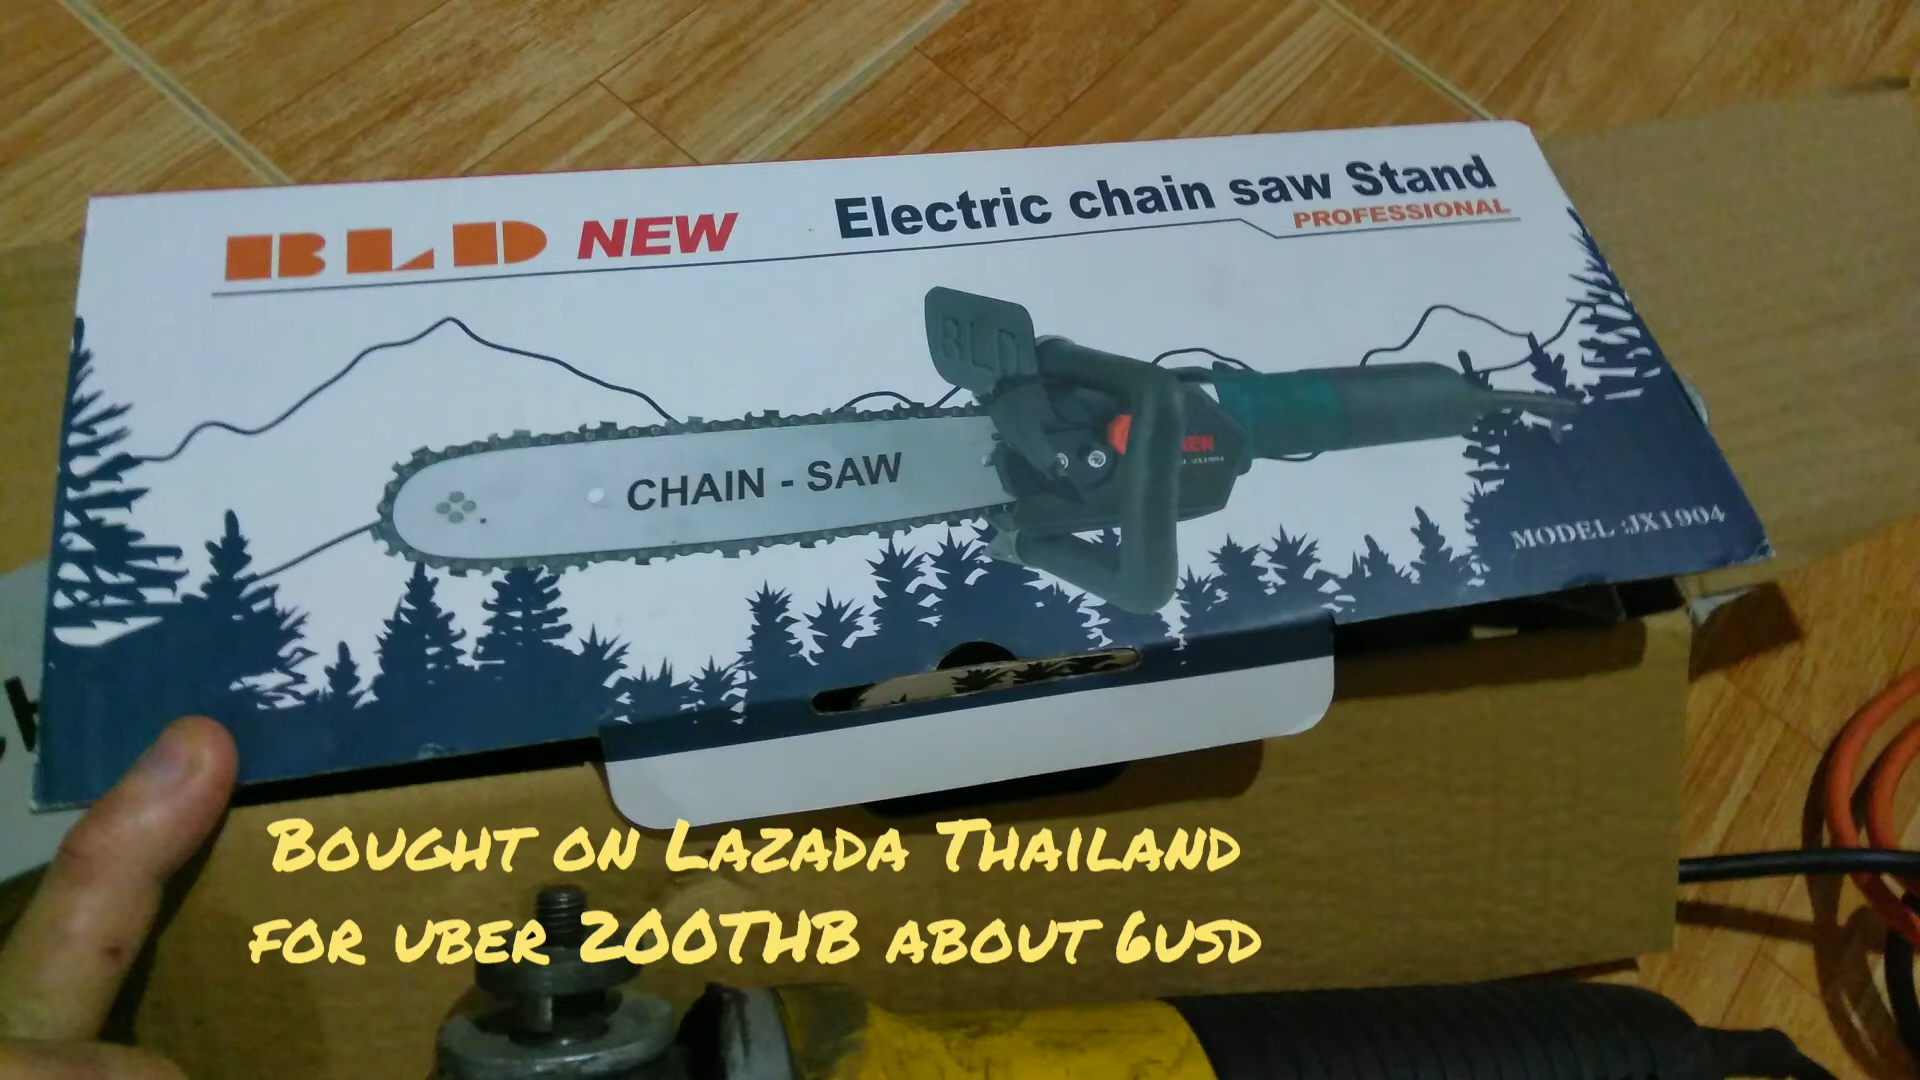 BLD NEW
Electric chain saw Stand
PROFESSIONAL
BLD
CHAIN - SAW
JX1904
MODEL :JX1904
BOUGHT ON LAZADA THAILAND
FOR UBER 200THB ABOUT 6USD